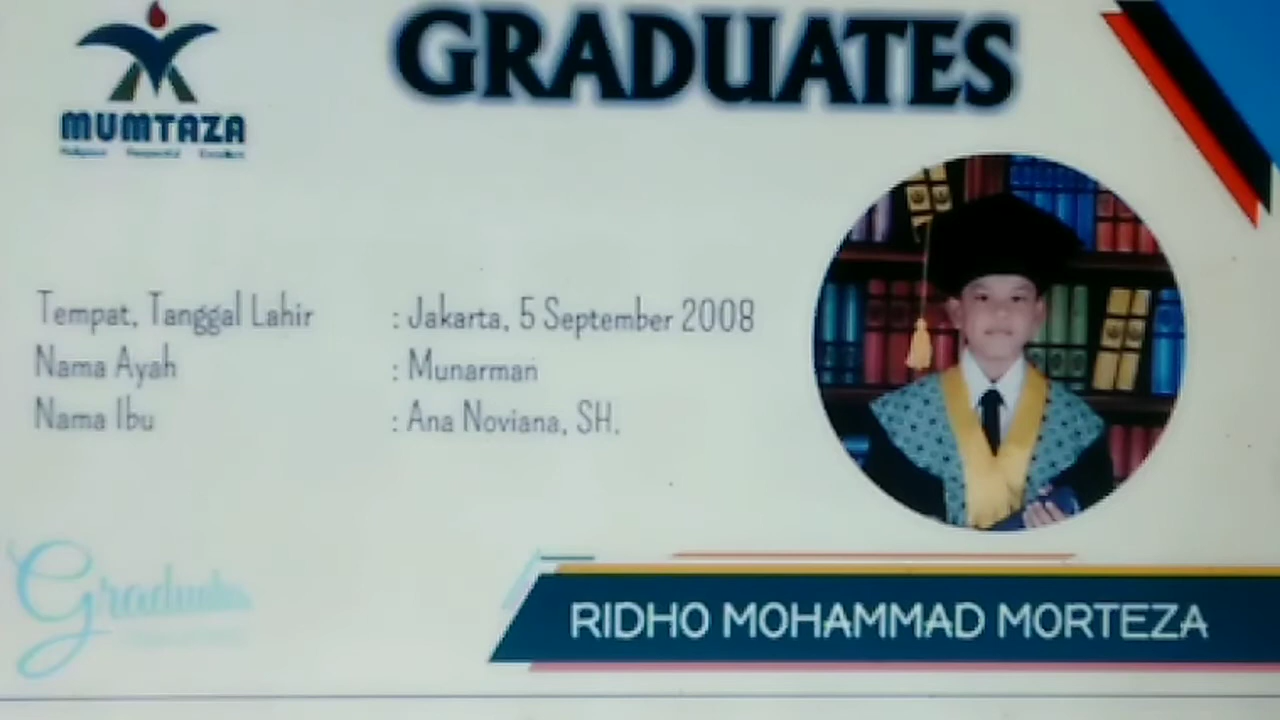 GRADUATES
MUMTAZA
Tempat, Tanggal Lahir : Jakarta, 5 September 2008
Nama Ayah : Munarman
Nama Ibu : Ana Noviana, SH.
RIDHO MOHAMMAD MORTEZA